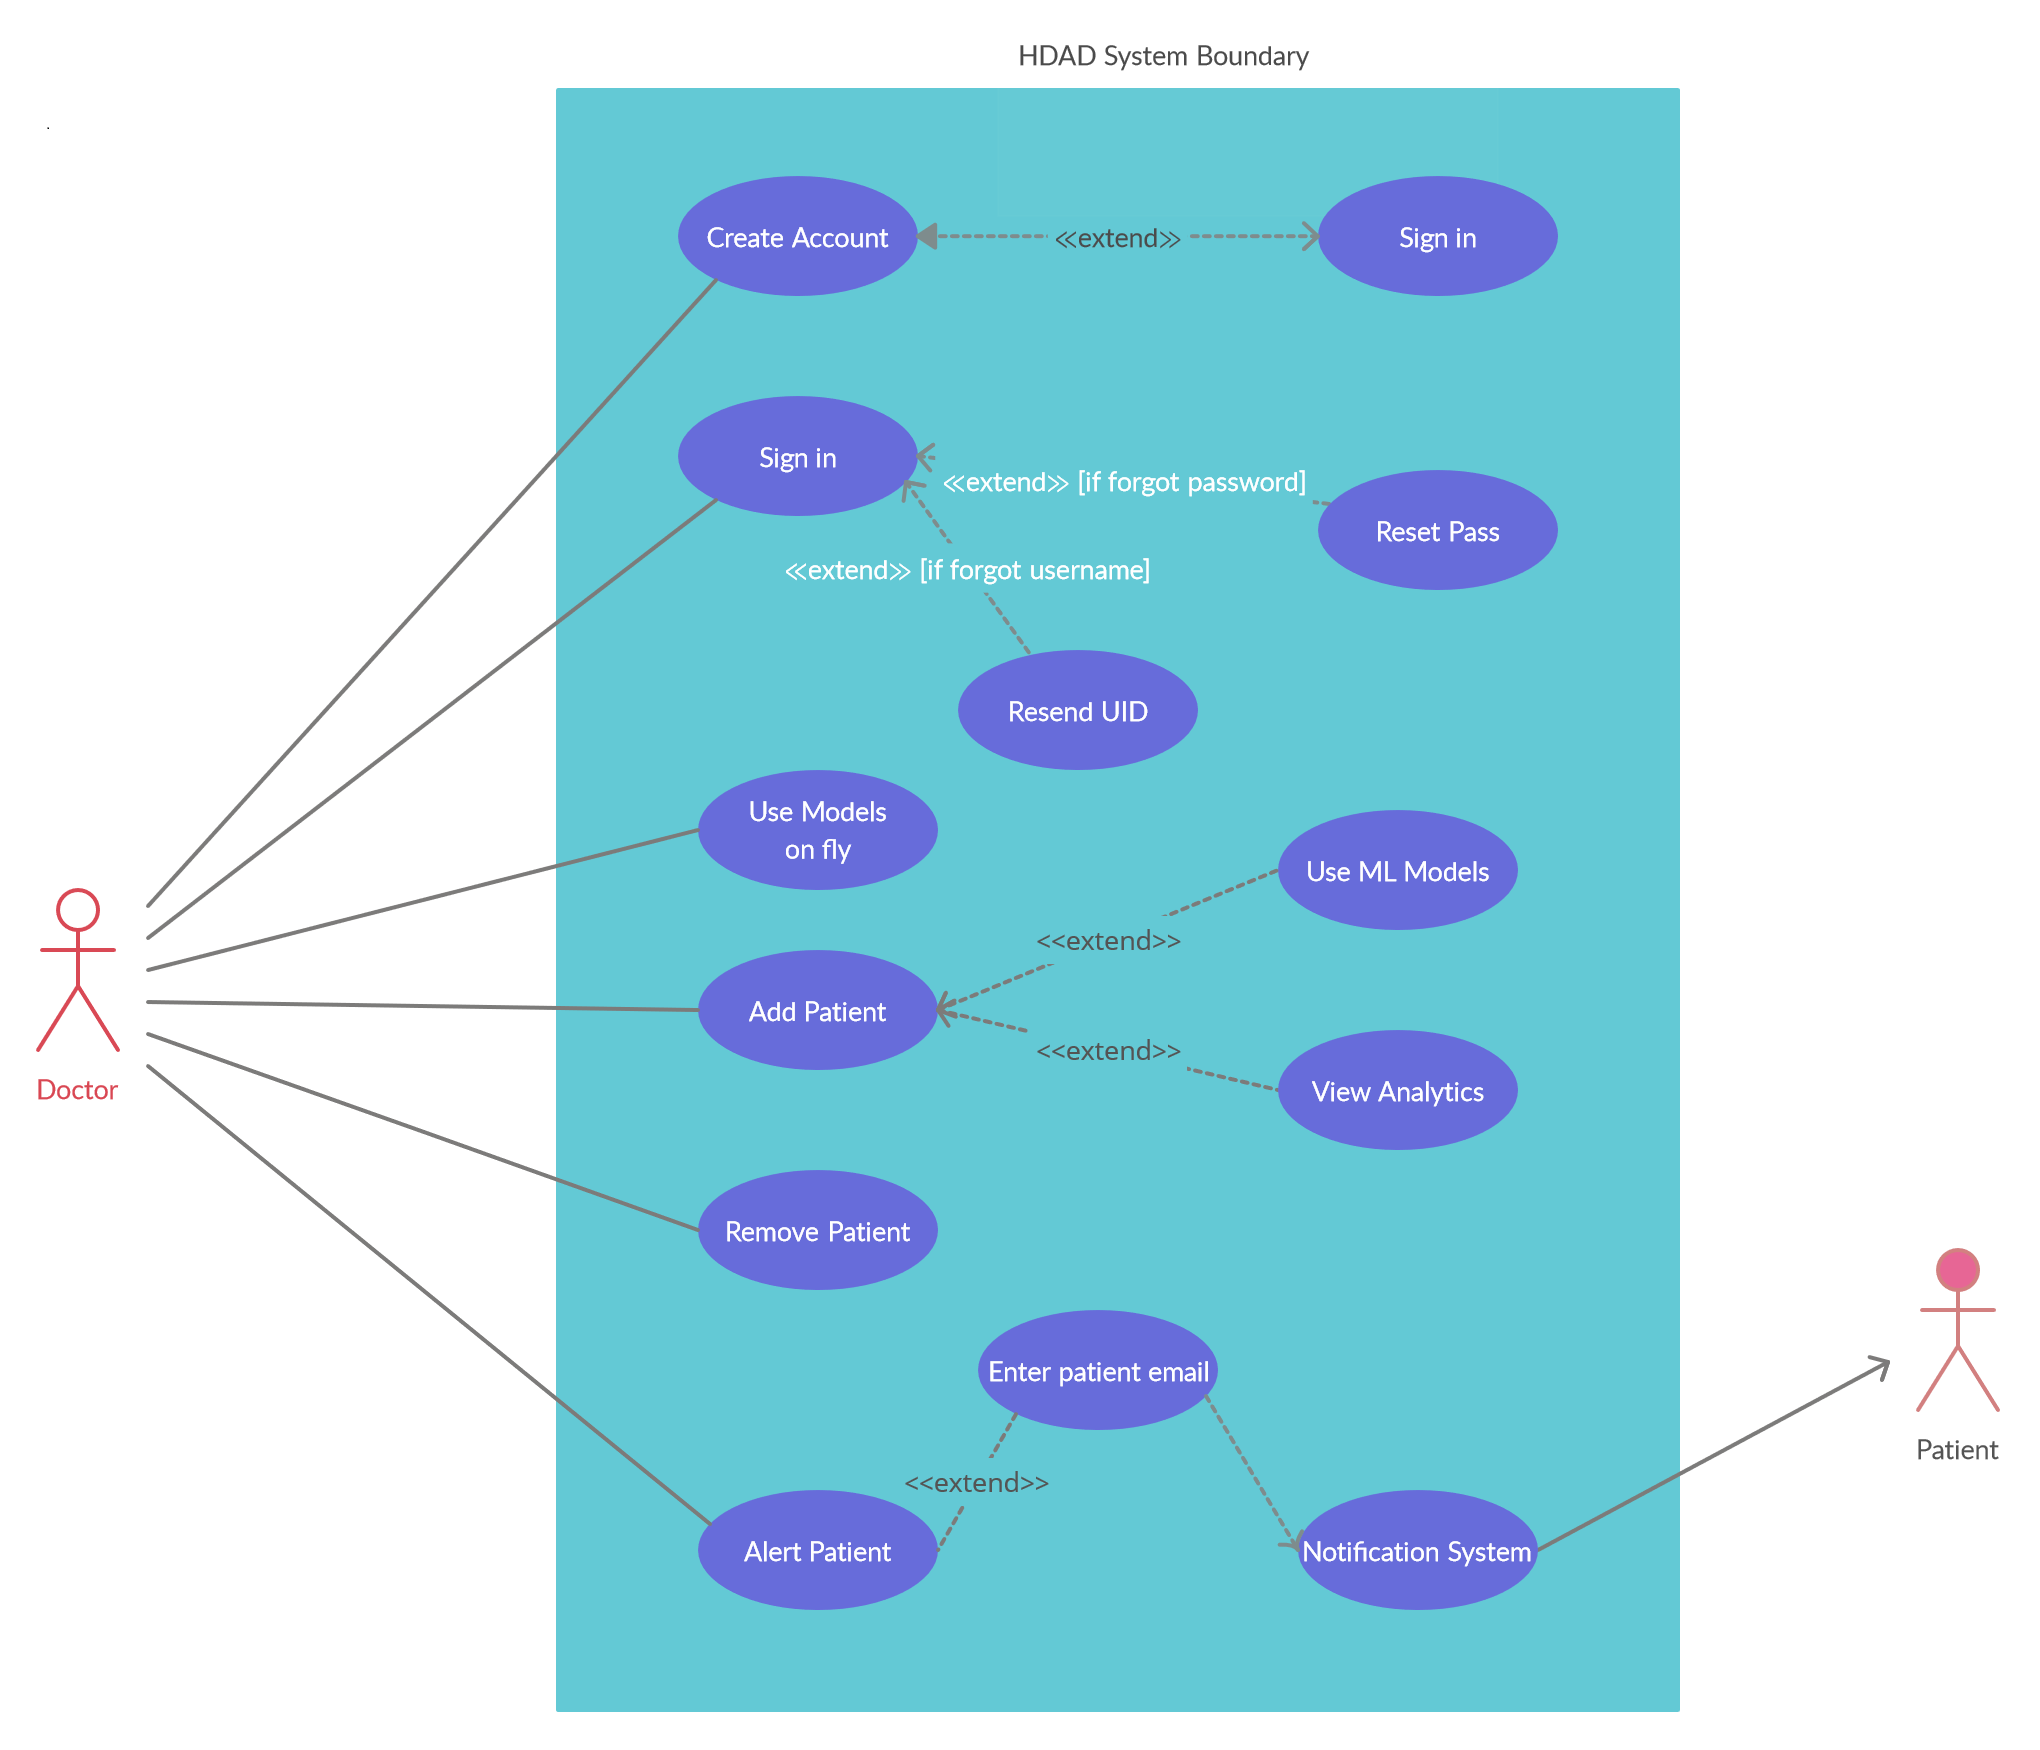 HDAD System Boundary
.
Create Account
≪extend≫
Sign in
Sign in
≪extend≫ [if forgot password]
Reset Pass
≪extend≫ [if forgot username]
Resend UID
Use Models
on fly
Use ML Models
<<extend>>
Add Patient
<<extend>>
View Analytics
Doctor
Remove Patient
Enter patient email
Patient
<<extend>>
Alert Patient
Notification System